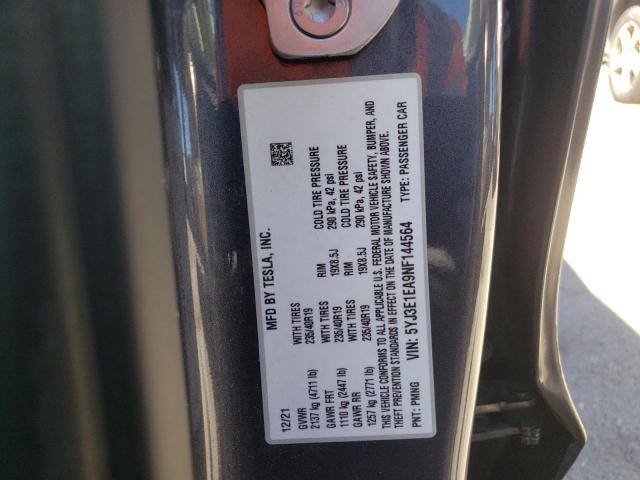 MFD BY TESLA, INC.
12/21
GVWR WITH TIRES RIM COLD TIRE PRESSURE
2137 kg (4711 lb) 235/40R19 19X8.5J 290 kPa, 42 psi
GAWR FRT WITH TIRES RIM COLD TIRE PRESSURE
1110 kg (2447 lb) 235/40R19 19X8.5J 290 kPa, 42 psi
GAWR RR
1257 kg (2771 lb) 235/40R19
THIS VEHICLE CONFORMS TO ALL APPLICABLE U.S. FEDERAL MOTOR VEHICLE SAFETY, BUMPER, AND
THEFT PREVENTION STANDARDS IN EFFECT ON THE DATE OF MANUFACTURE SHOWN ABOVE.
VIN: 5YJ3E1EA9NF144564
PNT: PMNG TYPE: PASSENGER CAR